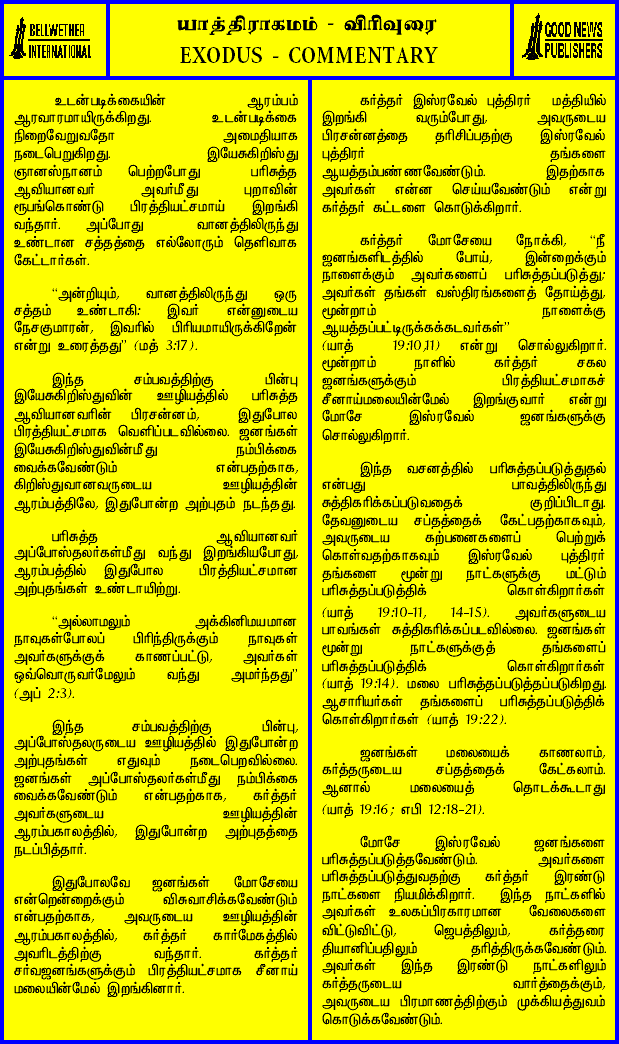 BELLWETHER
INTERNATIONAL
யாத்திராகமம் - விரிவுரை
EXODUS - COMMENTARY
GOOD NEWS
PUBLISHERS
உடன்படிக்கையின் ஆரம்பம்
ஆரவாரமாயிருக்கிறது. உடன்படிக்கை
நிறைவேறுவதோ அமைதியாக
நடைபெறுகிறது. இயேசுகிறிஸ்து
ஞானஸ்நானம் பெற்றபோது பரிசுத்த
ஆவியானவர் அவர்மீது புறாவின்
ரூபங்கொண்டு பிரத்தியட்சமாய் இறங்கி
வந்தார். அப்போது வானத்திலிருந்து
உண்டான சத்தத்தை எல்லோரும் தெளிவாக
கேட்டார்கள்.
“அன்றியும், வானத்திலிருந்து ஒரு
சத்தம் உண்டாகி: இவர் என்னுடைய
நேசகுமாரன், இவரில் பிரியமாயிருக்கிறேன்
என்று உரைத்தது” (மத் 3:17).
இந்த சம்பவத்திற்கு பின்பு
இயேசுகிறிஸ்துவின் ஊழியத்தில் பரிசுத்த
ஆவியானவரின் பிரசன்னம், இதுபோல
பிரத்தியட்சமாக வெளிப்படவில்லை. ஜனங்கள்
இயேசுகிறிஸ்துவின்மீது நம்பிக்கை
வைக்கவேண்டும் என்பதற்காக,
கிறிஸ்துவானவருடைய ஊழியத்தின்
ஆரம்பத்திலே, இதுபோன்ற அற்புதம் நடந்தது.
பரிசுத்த ஆவியானவர்
அப்போஸ்தலர்கள்மீது வந்து இறங்கியபோது,
ஆரம்பத்தில் இதுபோல பிரத்தியட்சமான
அற்புதங்கள் உண்டாயிற்று.
“அல்லாமலும் அக்கினிமயமான
நாவுகள்போலப் பிரிந்திருக்கும் நாவுகள்
அவர்களுக்குக் காணப்பட்டு, அவர்கள்
ஒவ்வொருவர்மேலும் வந்து அமர்ந்தது”
(அப் 2:3).
இந்த சம்பவத்திற்கு பின்பு,
அப்போஸ்தலருடைய ஊழியத்தில் இதுபோன்ற
அற்புதங்கள் எதுவும் நடைபெறவில்லை.
ஜனங்கள் அப்போஸ்தலர்கள்மீது நம்பிக்கை
வைக்கவேண்டும் என்பதற்காக, கர்த்தர்
அவர்களுடைய ஊழியத்தின்
ஆரம்பகாலத்தில், இதுபோன்ற அற்புதத்தை
நடப்பித்தார்.
இதுபோலவே ஜனங்கள் மோசேயை
என்றென்றைக்கும் விசுவாசிக்கவேண்டும்
என்பதற்காக, அவருடைய ஊழியத்தின்
ஆரம்பகாலத்தில், கர்த்தர் கார்மேகத்தில்
அவரிடத்திற்கு வந்தார். கர்த்தர்
சர்வஜனங்களுக்கும் பிரத்தியட்சமாக சீனாய்
மலையின்மேல் இறங்கினார்.
கர்த்தர் இஸ்ரவேல் புத்திரர் மத்தியில்
இறங்கி வரும்போது, அவருடைய
பிரசன்னத்தை தரிசிப்பதற்கு இஸ்ரவேல்
புத்திரர் தங்களை
ஆயத்தம்பண்ணவேண்டும். இதற்காக
அவர்கள் என்ன செய்யவேண்டும் என்று
கர்த்தர் கட்டளை கொடுக்கிறார்.
கர்த்தர் மோசேயை நோக்கி, “நீ
ஜனங்களிடத்தில் போய், இன்றைக்கும்
நாளைக்கும் அவர்களைப் பரிசுத்தப்படுத்து;
அவர்கள் தங்கள் வஸ்திரங்களைத் தோய்த்து,
மூன்றாம் நாளைக்கு
ஆயத்தப்பட்டிருக்கக்கடவர்கள்”
(யாத் 19:10,11) என்று சொல்லுகிறார்.
மூன்றாம் நாளில் கர்த்தர் சகல
ஜனங்களுக்கும் பிரத்தியட்சமாகச்
சீனாய்மலையின்மேல் இறங்குவார் என்று
மோசே இஸ்ரவேல் ஜனங்களுக்கு
சொல்லுகிறார்.
இந்த வசனத்தில் பரிசுத்தப்படுத்துதல்
என்பது பாவத்திலிருந்து
சுத்திகரிக்கப்படுவதைக் குறிப்பிடாது.
தேவனுடைய சப்தத்தைக் கேட்பதற்காகவும்,
அவருடைய கற்பனைகளைப் பெற்றுக்
கொள்வதற்காகவும் இஸ்ரவேல் புத்திரர்
தங்களை மூன்று நாட்களுக்கு மட்டும்
பரிசுத்தப்படுத்திக் கொள்கிறார்கள்
(யாத் 19:10-11, 14-15). அவர்களுடைய
பாவங்கள் சுத்திகரிக்கப்படவில்லை. ஜனங்கள்
மூன்று நாட்களுக்குத் தங்களைப்
பரிசுத்தப்படுத்திக் கொள்கிறார்கள்
(யாத் 19:14). மலை பரிசுத்தப்படுத்தப்படுகிறது.
ஆசாரியர்கள் தங்களைப் பரிசுத்தப்படுத்திக்
கொள்கிறார்கள் (யாத் 19:22).
ஜனங்கள் மலையைக் காணலாம்,
கர்த்தருடைய சப்தத்தைக் கேட்கலாம்.
ஆனால் மலையைத் தொடக்கூடாது
(யாத் 19:16; எபி 12:18-21).
மோசே இஸ்ரவேல் ஜனங்களை
பரிசுத்தப்படுத்தவேண்டும். அவர்களை
பரிசுத்தப்படுத்துவதற்கு கர்த்தர் இரண்டு
நாட்களை நியமிக்கிறார். இந்த நாட்களில்
அவர்கள் உலகப்பிரகாரமான வேலைகளை
விட்டுவிட்டு, ஜெபத்திலும், கர்த்தரை
தியானிப்பதிலும் தரித்திருக்கவேண்டும்.
அவர்கள் இந்த இரண்டு நாட்களிலும்
கர்த்தருடைய வார்த்தைக்கும்,
அவருடைய பிரமாணத்திற்கும் முக்கியத்துவம்
கொடுக்கவேண்டும்.